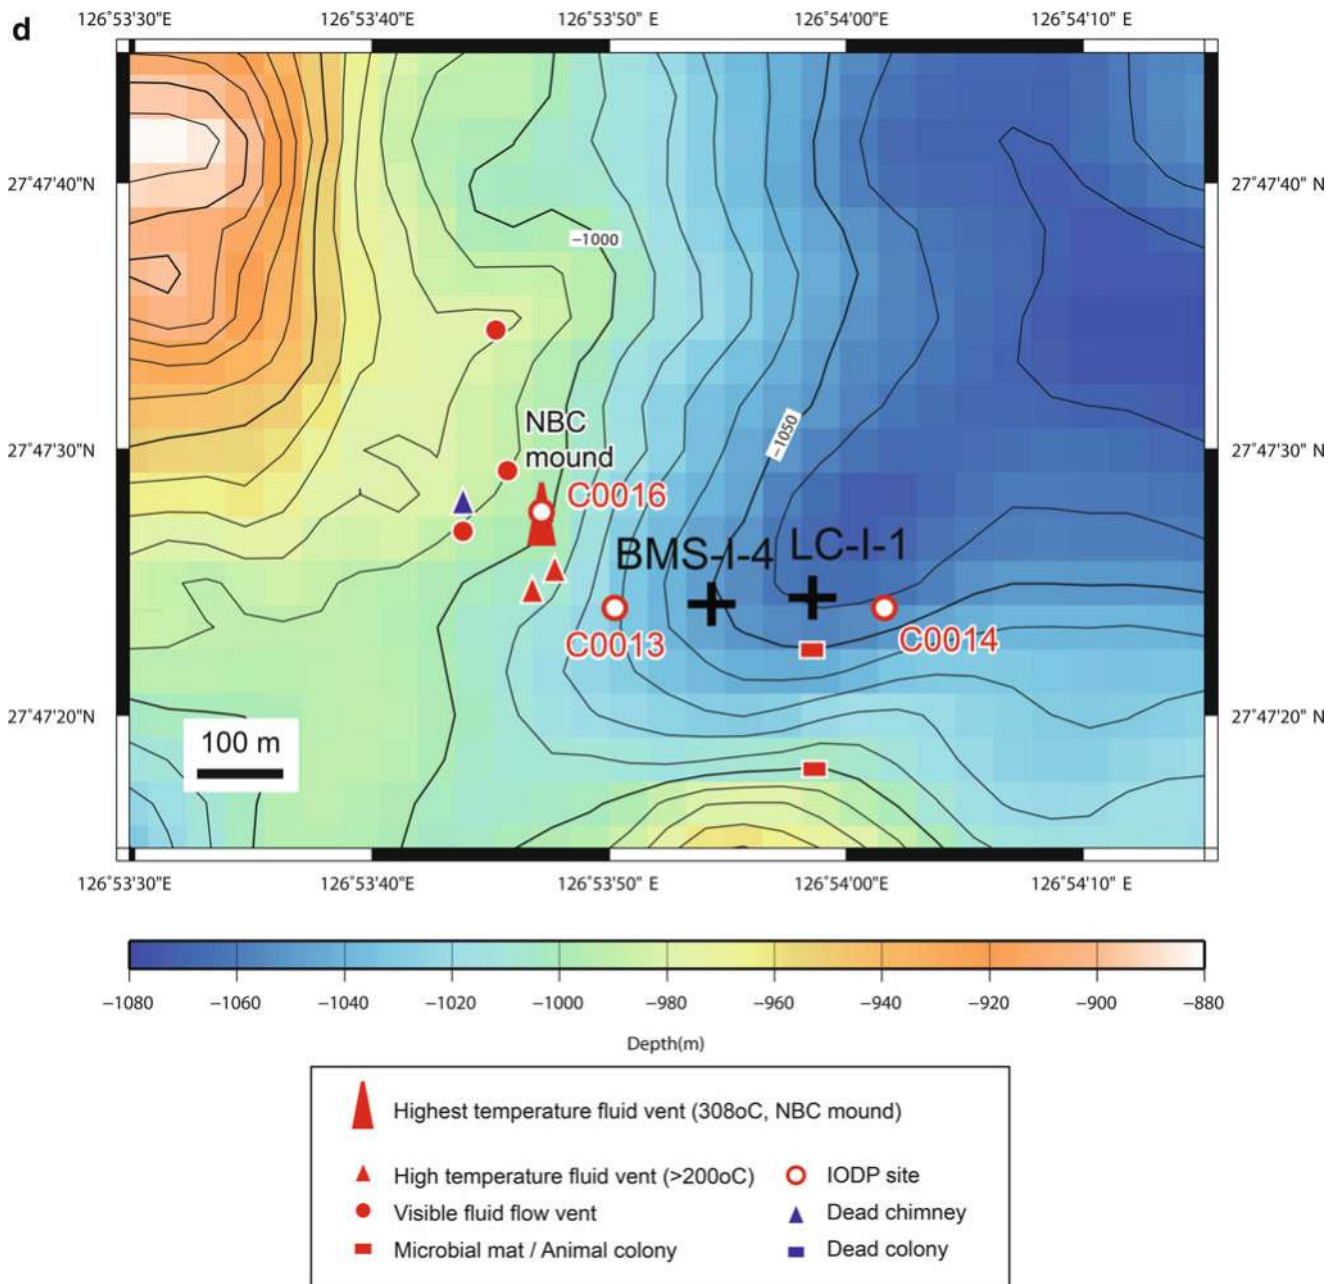 d
126°53'30" E 126°53'40" E 126°53'50" E 126°54'00" E 126°54'10" E
27°47'40"N 27°47'40" N
−1000
NBC
mound
27°47'30"N −1050 27°47'30" N
C0016
BMS-I-4 LC-I-1
C0013 C0014
27°47'20"N 27°47'20" N
100 m
126°53'30"E 126°53'40"E 126°53'50" E 126°54'00" E 126°54'10" E
−1080 −1060 −1040 −1020 −1000 −980 −960 −940 −920 −900 −880
Depth(m)
Highest temperature fluid vent (308oC, NBC mound)
High temperature fluid vent (>200oC) IODP site
Visible fluid flow vent Dead chimney
Microbial mat / Animal colony Dead colony